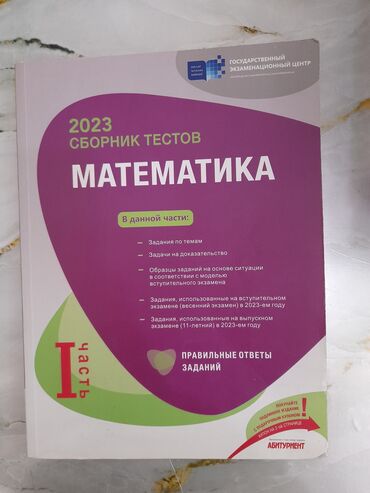 ГОСУДАРСТВЕННЫЙ
ЭКЗАМЕНАЦИОННЫЙ ЦЕНТР
2023
СБОРНИК ТЕСТОВ
МАТЕМАТИКА
В данной части:
— Задания по темам
— Задачи на доказательство
— Образцы заданий на основе ситуации
в соответствии с моделью
вступительного экзамена
— Задания, использованные на вступительном
экзамене (весенний экзамен) в 2023-ем году
— Задания, использованные на выпускном
экзамене (11-летний) в 2023-ем году
ПРАВИЛЬНЫЕ ОТВЕТЫ
ЗАДАНИЙ
I часть
АБИТУРИЕНТ